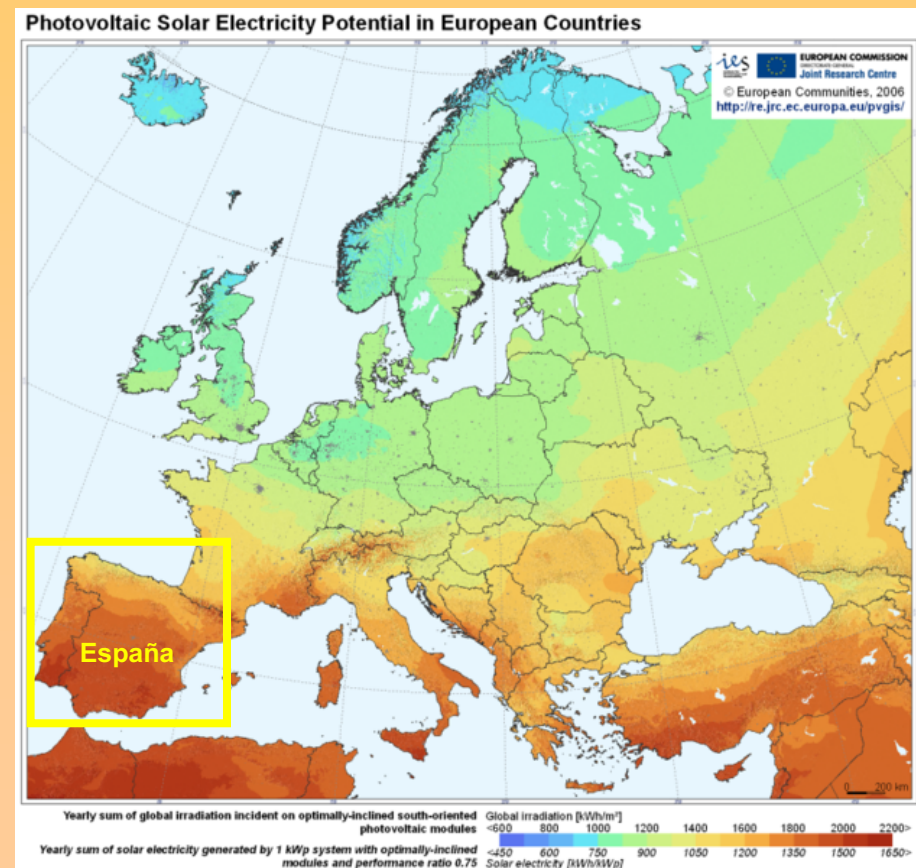 Photovoltaic Solar Electricity Potential in European Countries
ies
EUROPEAN COMMISSION
DIRECTORATE GENERAL
Joint Research Centre
© European Communities, 2006
http://re.jrc.ec.europa.eu/pvgis/
España
0 200 km
Yearly sum of global irradiation incident on optimally-inclined south-oriented
photovoltaic modules
Global irradiation [kWh/m²]
<600 800 1000 1200 1400 1600 1800 2000 2200>
Yearly sum of solar electricity generated by 1 kWp system with optimally-inclined
modules and performance ratio 0.75
<450 600 750 900 1050 1200 1350 1500 1650>
Solar electricity [kWh/kWp]